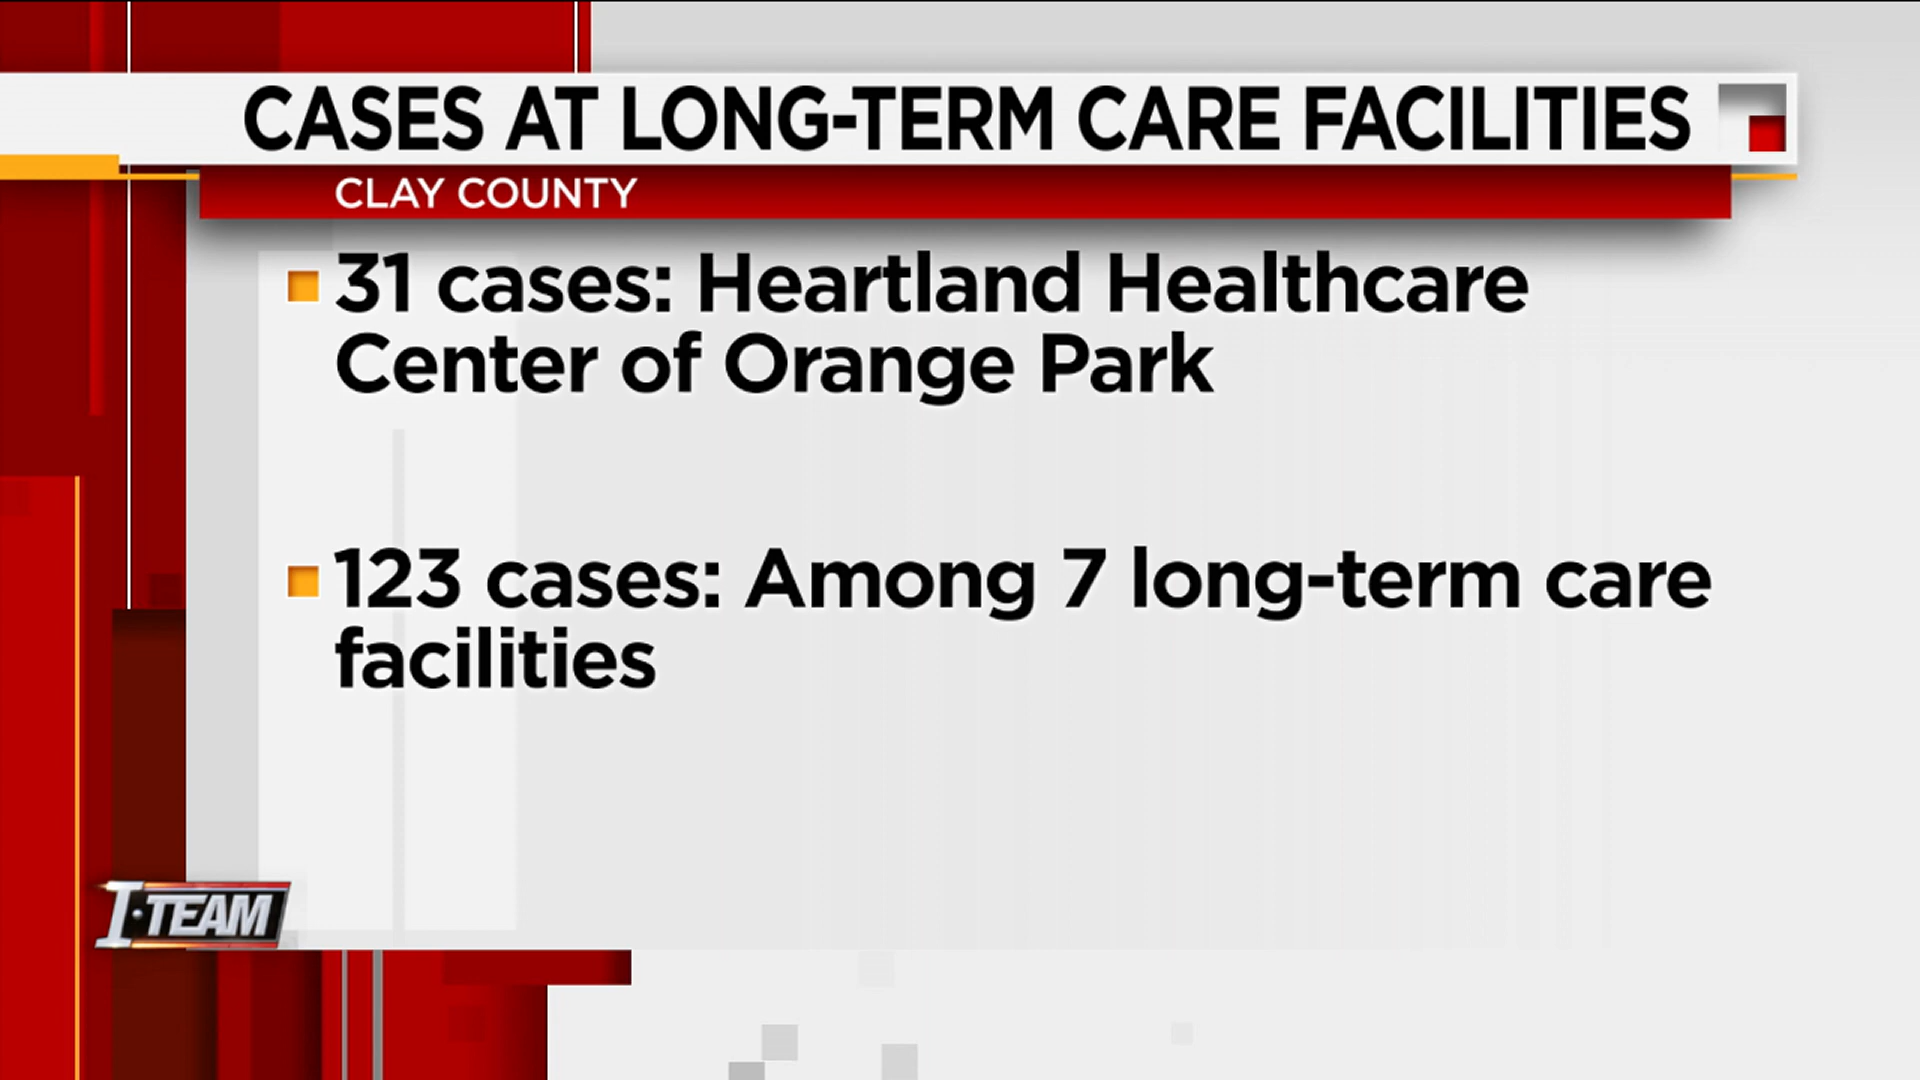 CASES AT LONG-TERM CARE FACILITIES
CLAY COUNTY
31 cases: Heartland Healthcare
Center of Orange Park
123 cases: Among 7 long-term care
facilities
I-TEAM